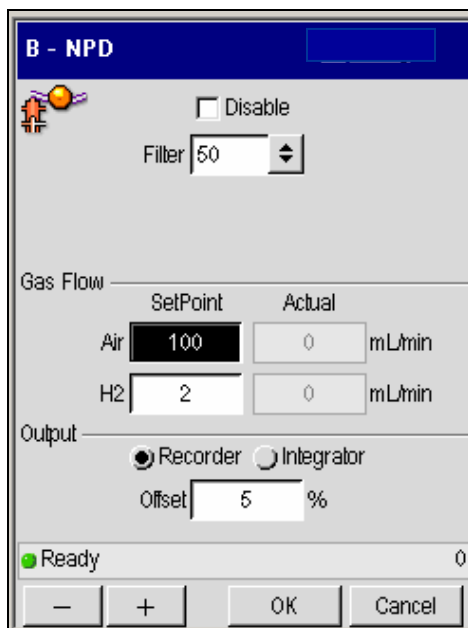 B - NPD
Disable
Filter 50
Gas Flow
SetPoint Actual
Air 100 0 mL/min
H2 2 0 mL/min
Output
Recorder Integrator
Offset 5 %
Ready 0
− + OK Cancel